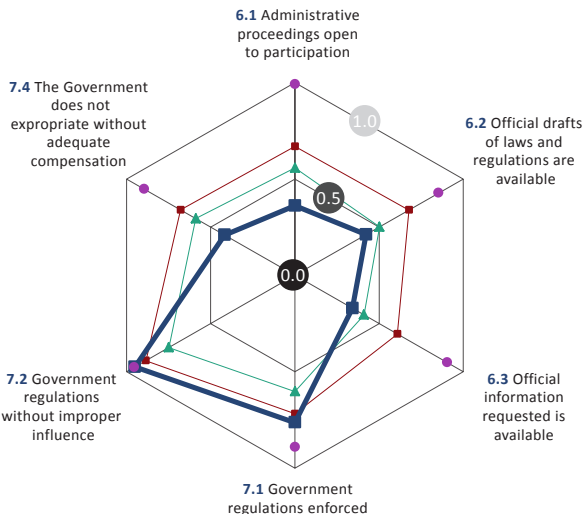 6.1 Administrative
proceedings open
to participation
7.4 The Government
does not
expropriate without
adequate
compensation
1.0
6.2 Official drafts
of laws and
regulations are
available
0.5
0.0
7.2 Government
regulations
without improper
influence
6.3 Official
information
requested is
available
7.1 Government
regulations enforced